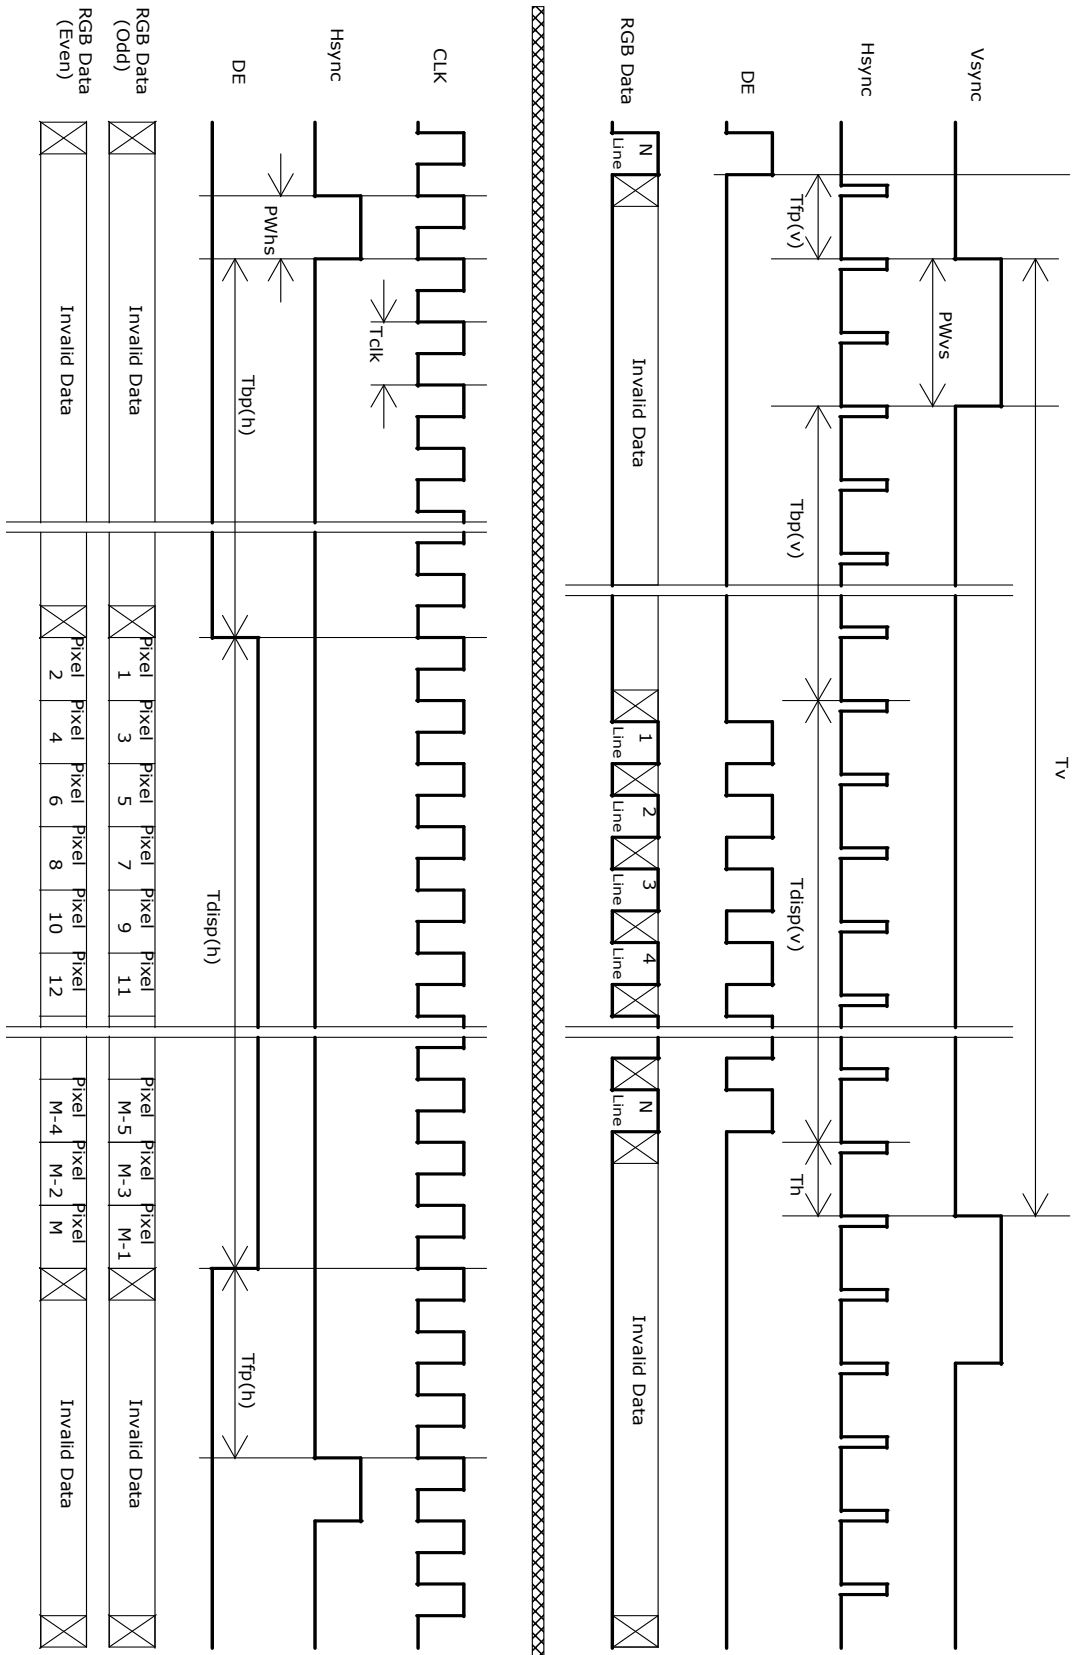 Tv
Vsync
PWvs
Hsync
Tfp(v)
Tbp(v)
Tdisp(v)
Th
DE
RGB Data
N
Line
Invalid Data
1
Line
2
Line
3
Line
4
Line
N
Line
Invalid Data
CLK
Tclk
Hsync
PWhs
DE
Tbp(h)
Tdisp(h)
Tfp(h)
RGB Data
(Odd)
Invalid Data
Pixel
1
Pixel
3
Pixel
5
Pixel
7
Pixel
9
Pixel
11
Pixel
M-5
Pixel
M-3
Pixel
M-1
Invalid Data
RGB Data
(Even)
Invalid Data
Pixel
2
Pixel
4
Pixel
6
Pixel
8
Pixel
10
Pixel
12
Pixel
M-4
Pixel
M-2
Pixel
M
Invalid Data